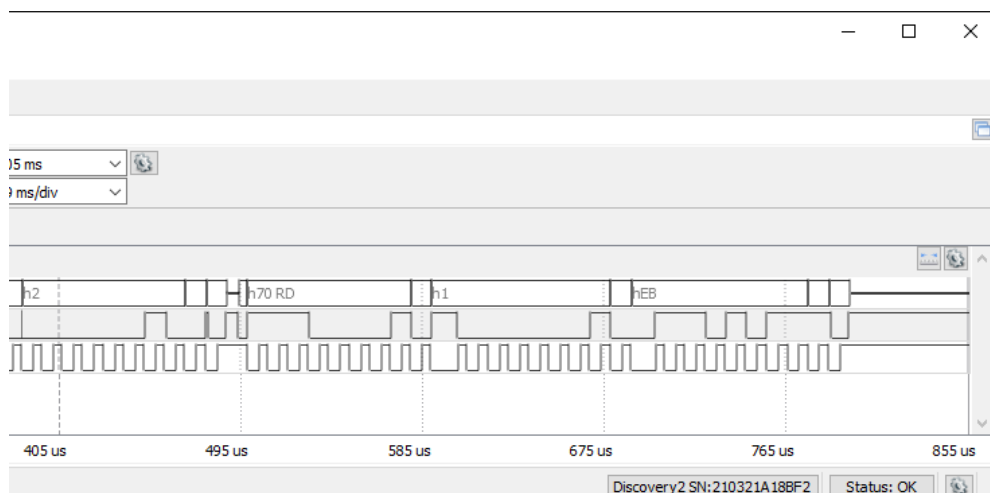 05 ms
9 ms/div
h2 h70 RD h1 hEB
405 us 495 us 585 us 675 us 765 us 855 us
Discovery2 SN:210321A18BF2 Status: OK